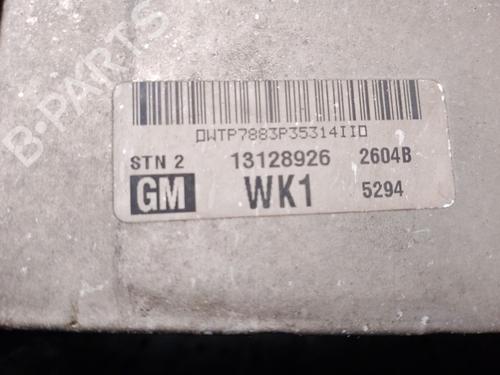 B-PARTS
DWTP7883P35314IID
STN 2 13128926 2604B
GM WK1 5294